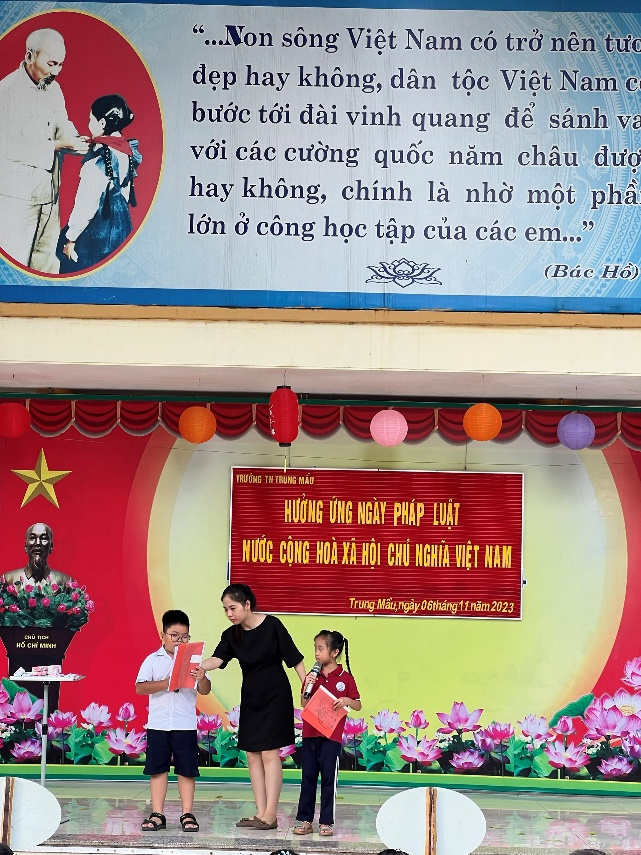 “...Non sông Việt Nam có trở nên tươ
đẹp hay không, dân tộc Việt Nam c
bước tới đài vinh quang để sánh va
với các cường quốc năm châu đượ
hay không, chính là nhờ một phầ
lớn ở công học tập của các em...”
(Bác Hồ)
TRƯỜNG TH TRUNG MẦU
HƯỞNG ỨNG NGÀY PHÁP LUẬT
NƯỚC CỘNG HOÀ XÃ HỘI CHỦ NGHĨA VIỆT NAM
Trung Mầu,ngày 06 tháng 11 năm 2023
CHỦ TỊCH
HỒ CHÍ MINH